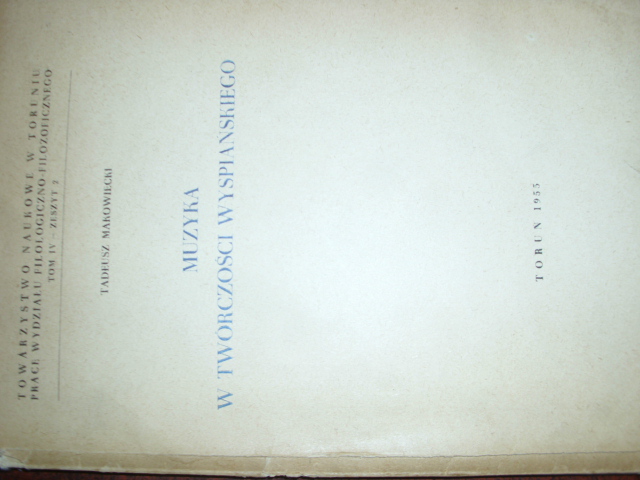 TOWARZYSTWO NAUKOWE W TORUNIU
PRACE WYDZIAŁU FILOLOGICZNO-FILOZOFICZNEGO
TOM IV – ZESZYT 2
TADEUSZ MAKOWIECKI
MUZYKA
W TWÓRCZOŚCI WYSPIAŃSKIEGO
TORUŃ 1955